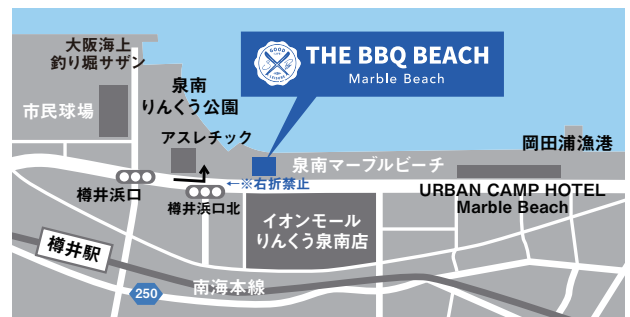 大阪海上
釣り堀サザン
GOOD
LEISURE
THE BBQ BEACH
Marble Beach
泉南
りんくう公園
市民球場
アスレチック
岡田浦漁港
泉南マーブルビーチ
←※右折禁止
樽井浜口
樽井浜口北
URBAN CAMP HOTEL
Marble Beach
イオンモール
りんくう泉南店
樽井駅
南海本線
250